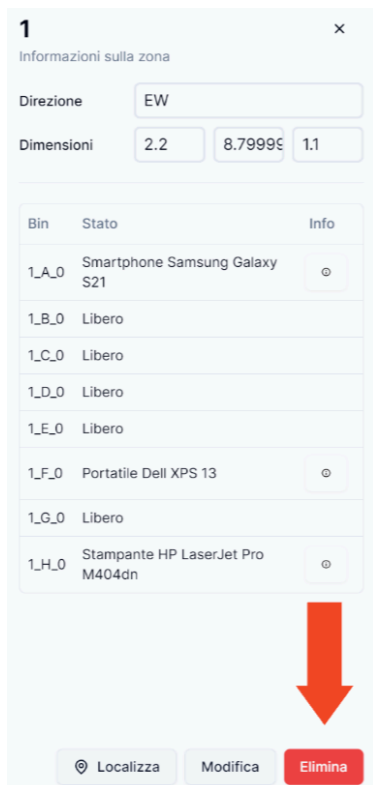 1
Informazioni sulla zona
Direzione EW
Dimensioni 2.2 8.79999 1.1
Bin Stato Info
1_A_0 Smartphone Samsung Galaxy
S21
1_B_0 Libero
1_C_0 Libero
1_D_0 Libero
1_E_0 Libero
1_F_0 Portatile Dell XPS 13
1_G_0 Libero
1_H_0 Stampante HP LaserJet Pro
M404dn
Localizza Modifica Elimina